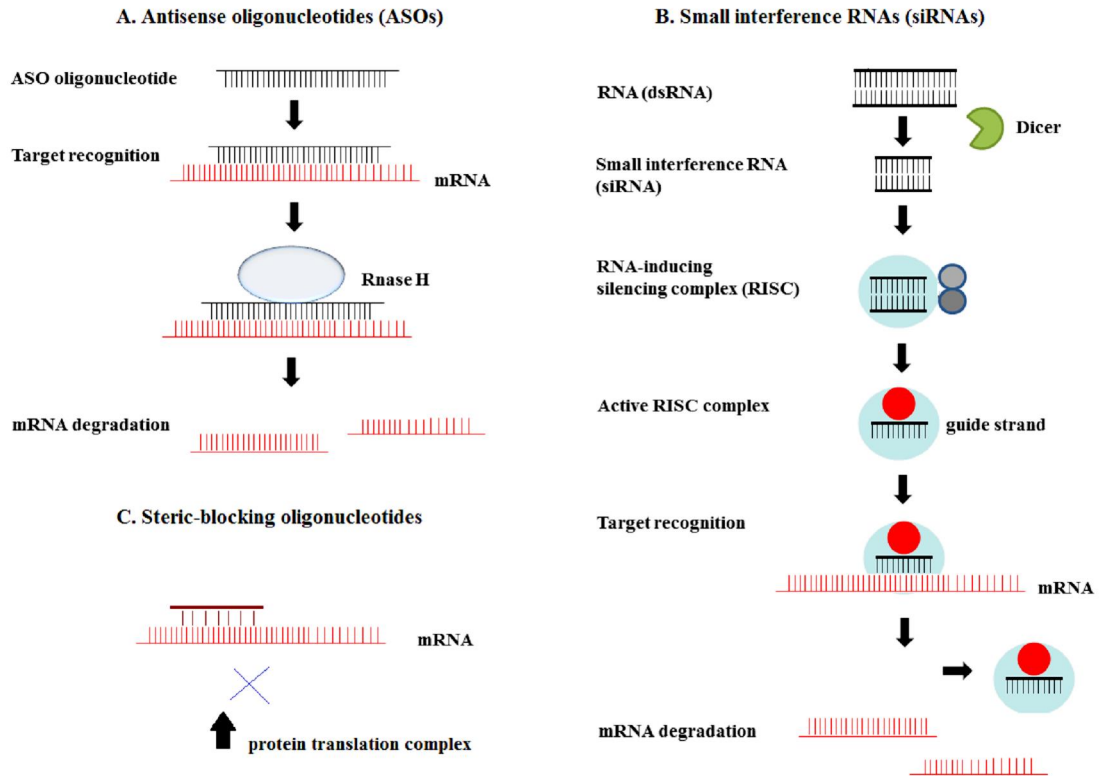 A. Antisense oligonucleotides (ASOs)
ASO oligonucleotide
Target recognition
mRNA
Rnase H
mRNA degradation
C. Steric-blocking oligonucleotides
mRNA
protein translation complex
B. Small interference RNAs (siRNAs)
RNA (dsRNA)
Dicer
Small interference RNA
(siRNA)
RNA-inducing
silencing complex (RISC)
Active RISC complex
guide strand
Target recognition
mRNA
mRNA degradation